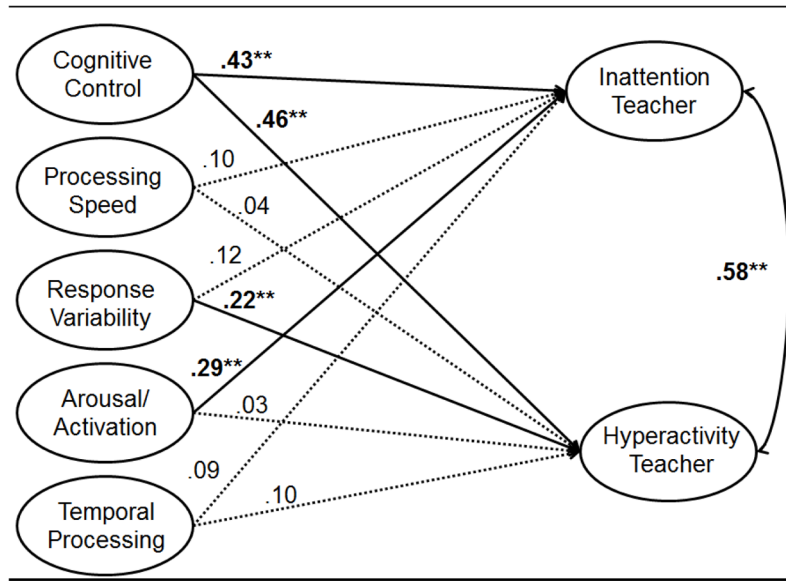 Cognitive
Control
.43**
Inattention
Teacher
.46**
.10
Processing
Speed
.04
.12
Response
Variability
.22**
.58**
.29**
Arousal/
Activation
.03
Hyperactivity
Teacher
.09
.10
Temporal
Processing